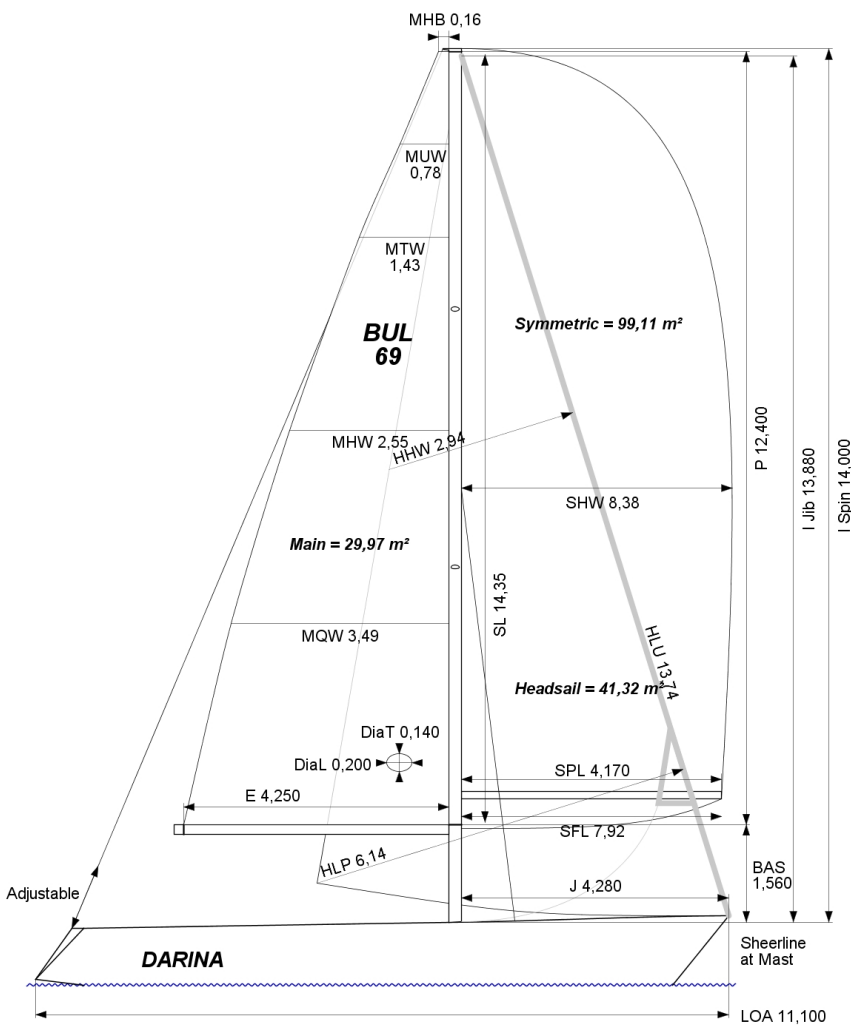 MHB 0,16
MUW
0,78
MTW
1,43
BUL
69
Symmetric = 99,11 m²
P 12,400
I Jib 13,880
I Spin 14,000
MHW 2,55
HHW 2,94
SHW 8,38
Main = 29,97 m²
SL 14,35
MQW 3,49
HLU 13,74
Headsail = 41,32 m²
DiaT 0,140
DiaL 0,200
SPL 4,170
E 4,250
SFL 7,92
HLP 6,14
BAS
1,560
J 4,280
Adjustable
DARINA
Sheerline
at Mast
LOA 11,100